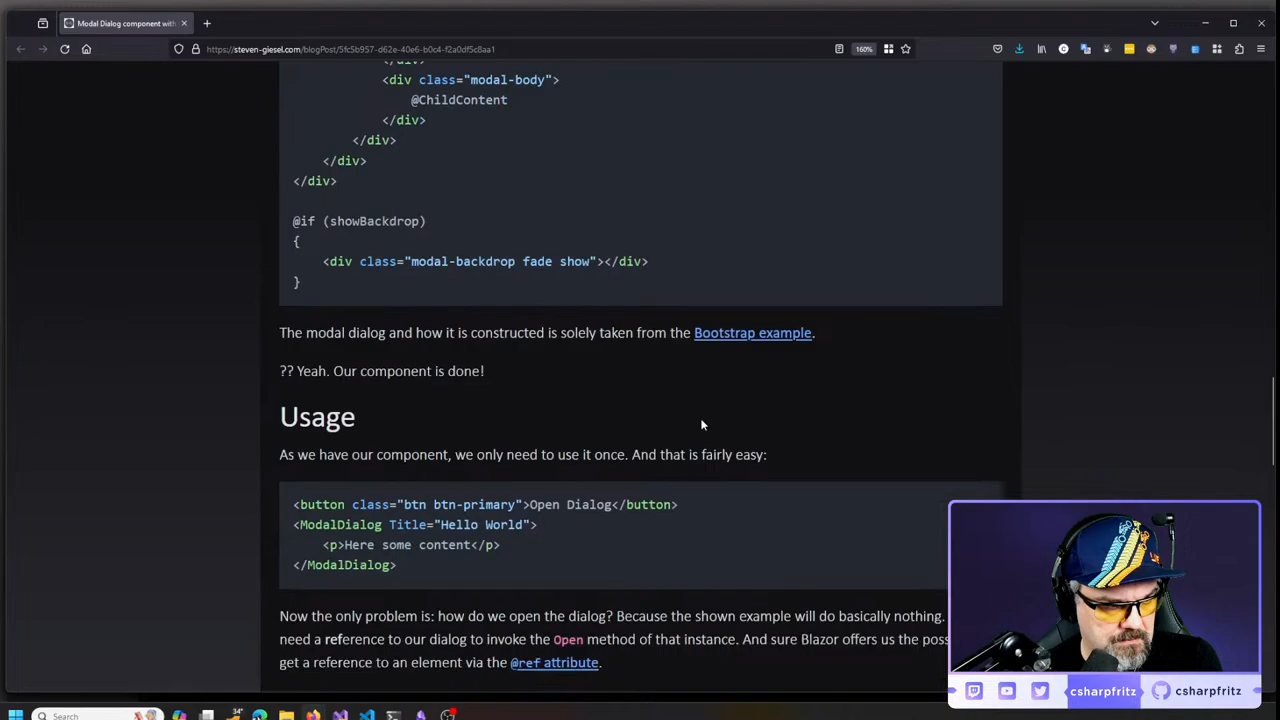 Modal Dialog component with
https://steven-giesel.com/blogPost/5fc5b957-d62e-40e6-b0c4-f2a0df5c8aa1
160%
</div>
<div class="modal-body">
@ChildContent
</div>
</div>
</div>
</div>
@if (showBackdrop)
{
<div class="modal-backdrop fade show"></div>
}
The modal dialog and how it is constructed is solely taken from the Bootstrap example.
?? Yeah. Our component is done!
Usage
As we have our component, we only need to use it once. And that is fairly easy:
<button class="btn btn-primary">Open Dialog</button>
<ModalDialog Title="Hello World">
<p>Here some content</p>
</ModalDialog>
Now the only problem is: how do we open the dialog? Because the shown example will do basically nothing.
need a reference to our dialog to invoke the Open method of that instance. And sure Blazor offers us the poss
get a reference to an element via the @ref attribute.
csharpfritz
csharpfritz
Search
34°